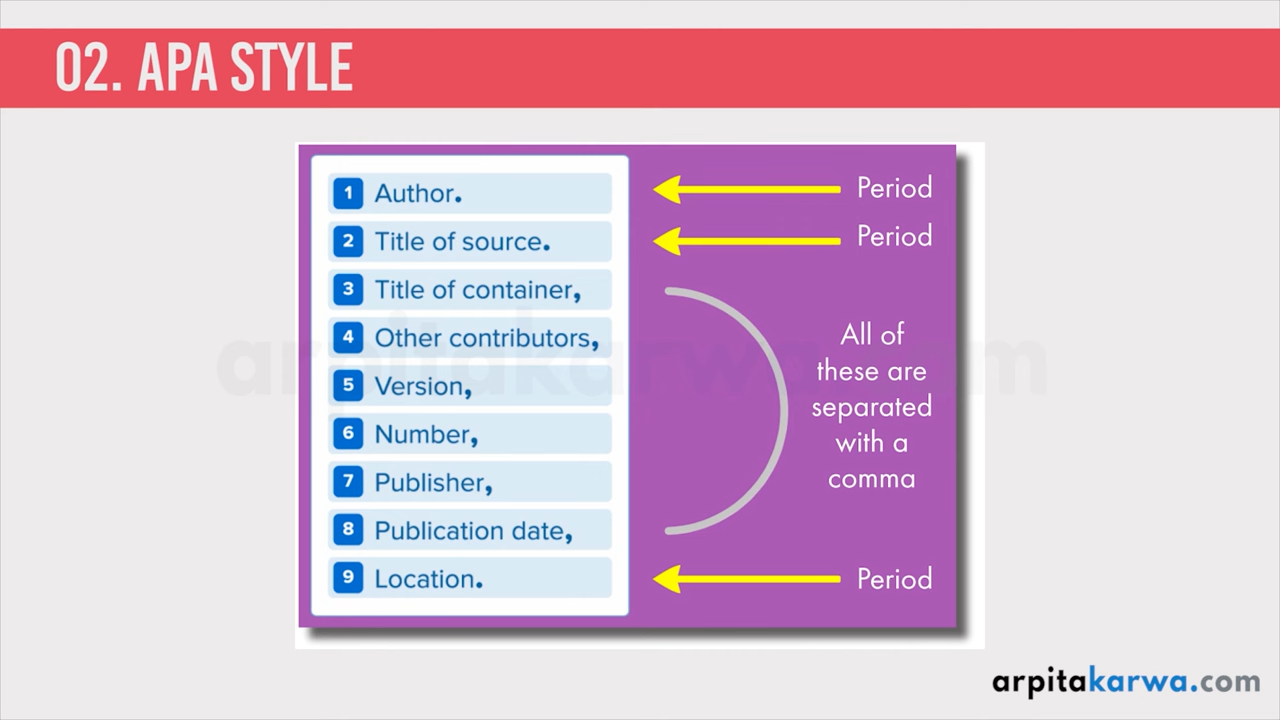 02. APA STYLE
1 Author.
Period
2 Title of source.
Period
3 Title of container,
4 Other contributors,
5 Version,
6 Number,
7 Publisher,
8 Publication date,
All of
these are
separated
with a
comma
9 Location.
Period
arpitakarwa.com
arpitakarwa.com